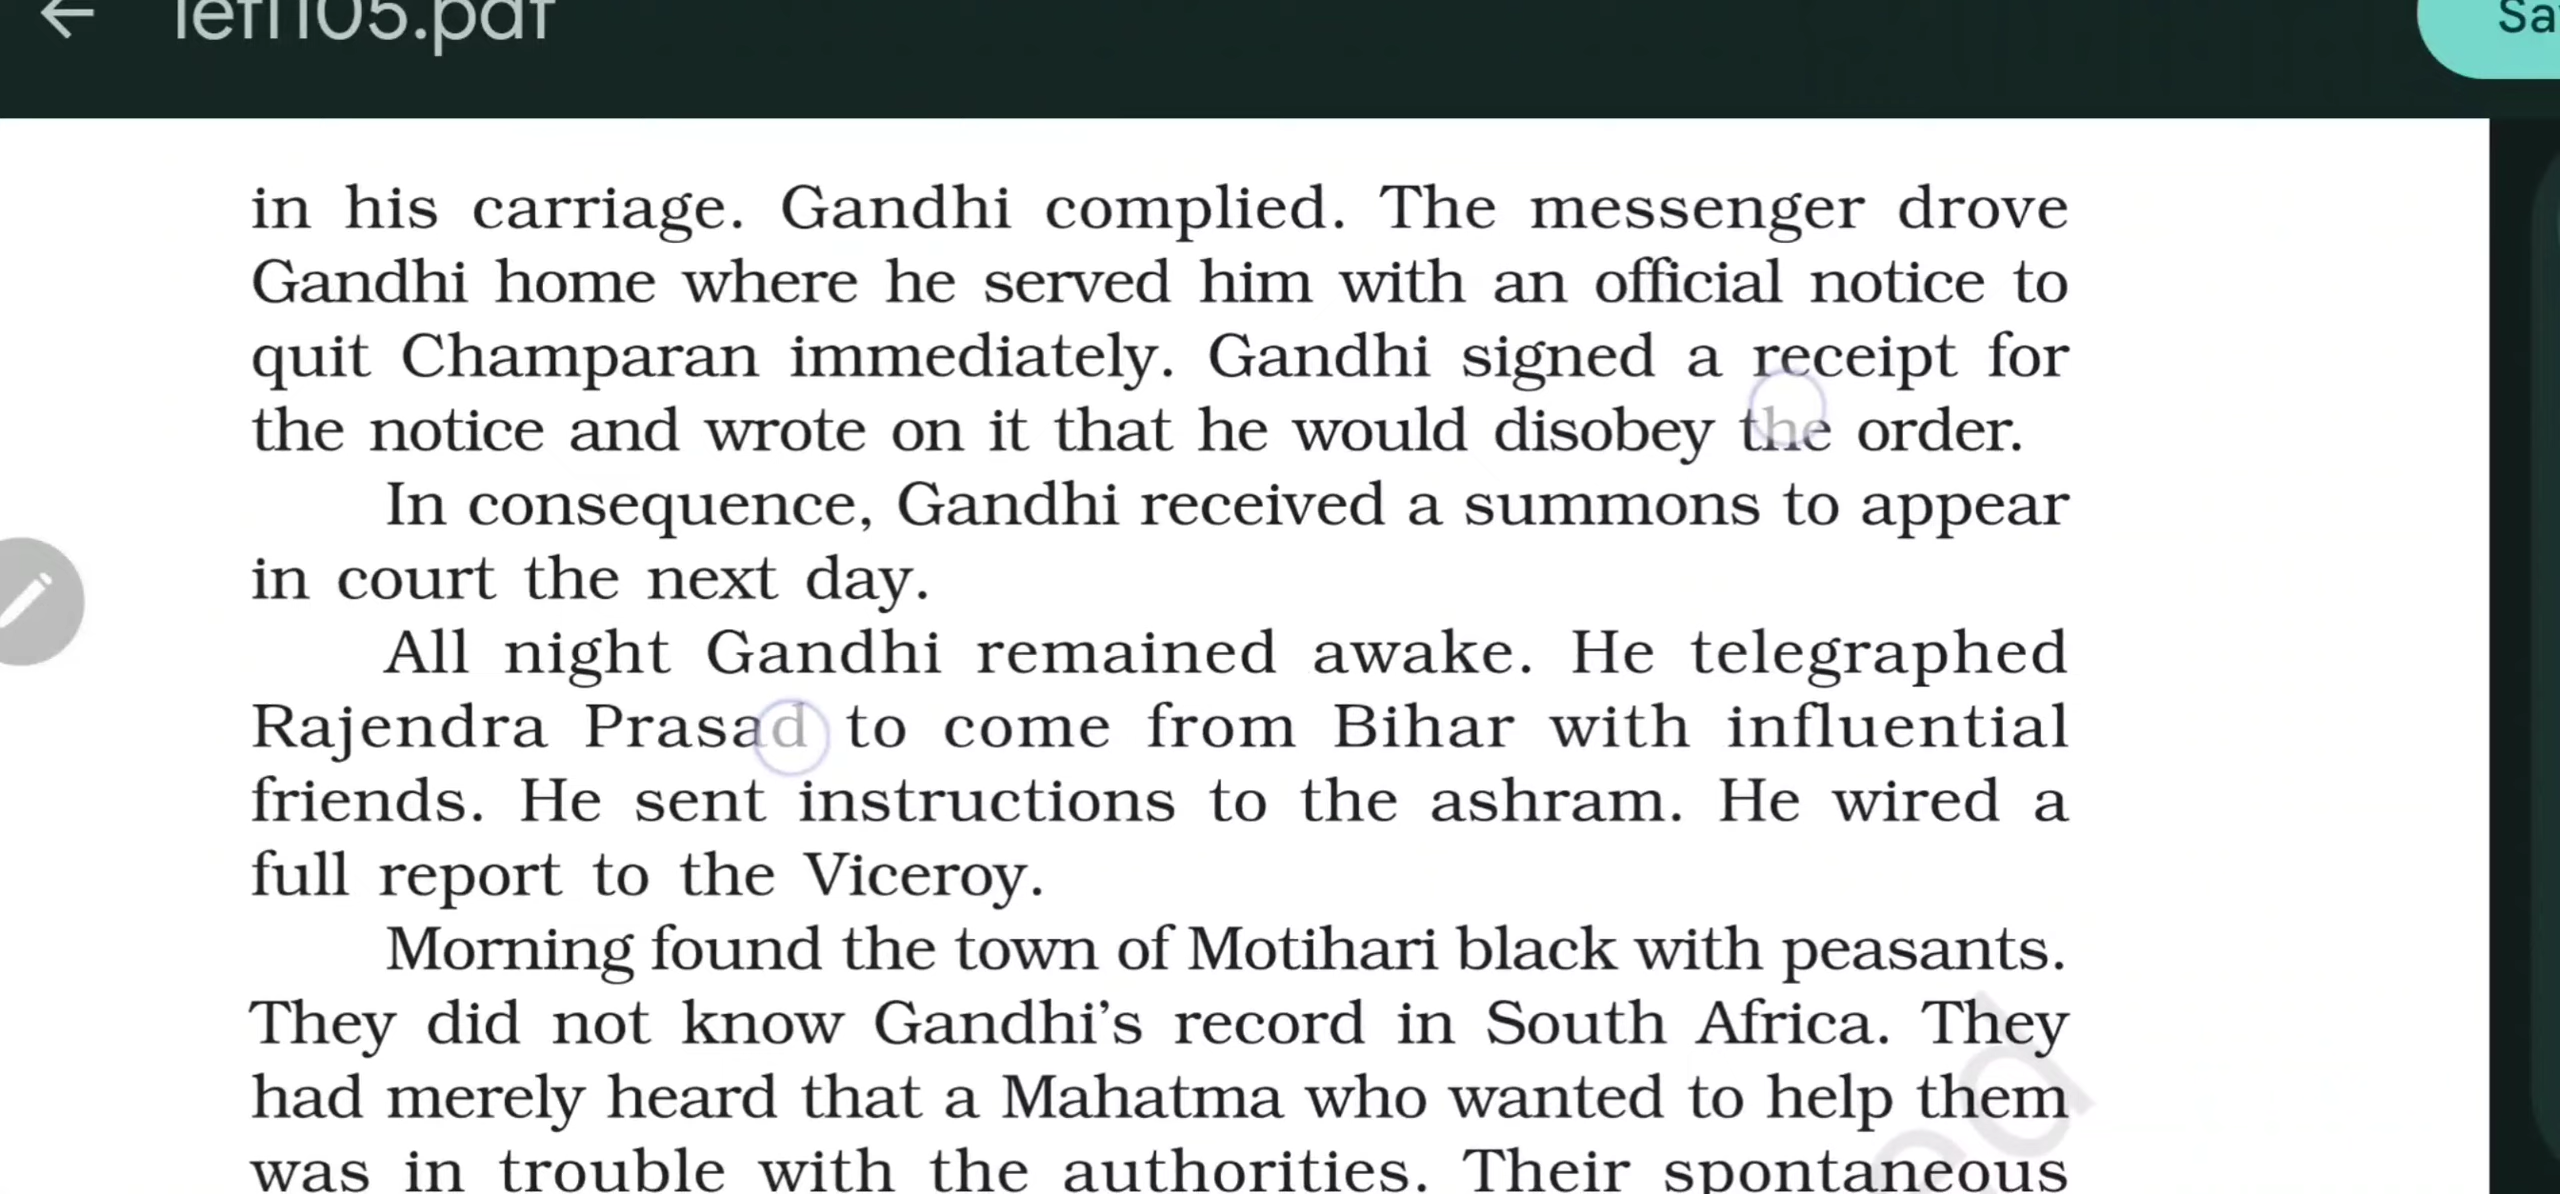 lefl105.pdf
in his carriage. Gandhi complied. The messenger drove
Gandhi home where he served him with an official notice to
quit Champaran immediately. Gandhi signed a receipt for
the notice and wrote on it that he would disobey the order.
In consequence, Gandhi received a summons to appear
in court the next day.
All night Gandhi remained awake. He telegraphed
Rajendra Prasad to come from Bihar with influential
friends. He sent instructions to the ashram. He wired a
full report to the Viceroy.
Morning found the town of Motihari black with peasants.
They did not know Gandhi’s record in South Africa. They
had merely heard that a Mahatma who wanted to help them
was in trouble with the authorities. Their spontaneous